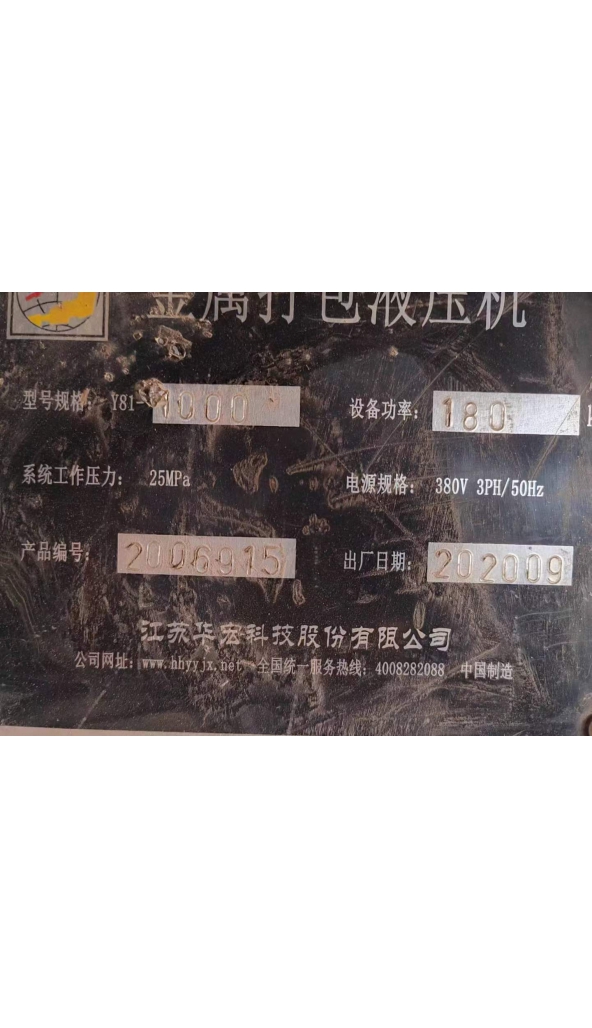 金属打包液压机
型号规格: Y81-1000 设备功率: 180
系统工作压力: 25MPa 电源规格: 380V 3PH/50Hz
产品编号: 2006915 出厂日期: 202009
江苏华宏科技股份有限公司
公司网址: www.hhyyjx.net 全国统一服务热线: 4008282088 中国制造